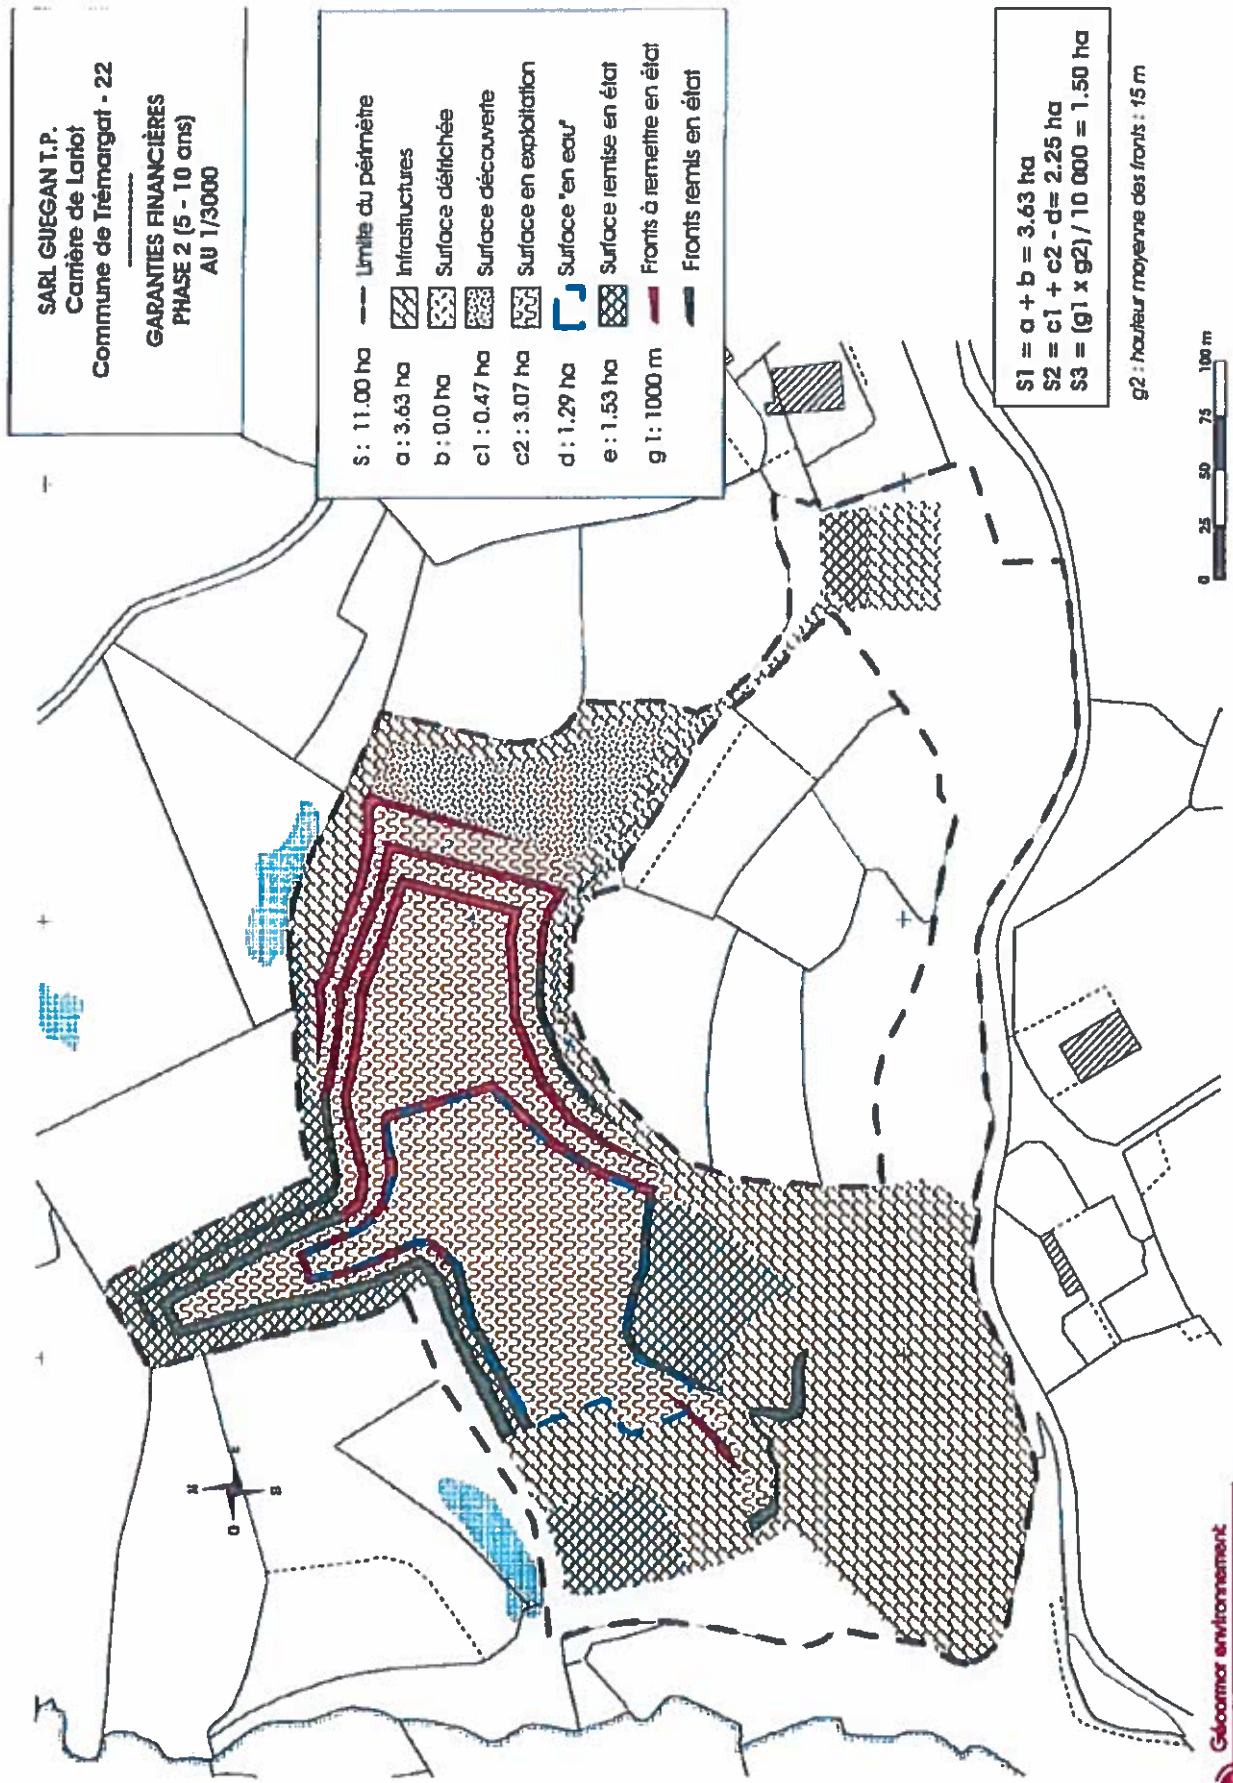 SARL GUEGAN T.P.
Carrière de Lariot
Commune de Trémargat - 22
GARANTIES FINANCIÈRES
PHASE 2 (5 - 10 ans)
AU 1/3000
S : 11.00 ha Limite du périmètre
a : 3.63 ha Infrastructures
b : 0.0 ha Surface défrichée
c1 : 0.47 ha Surface découverte
c2 : 3.07 ha Surface en exploitation
d : 1.29 ha Surface "en eau"
e : 1.53 ha Surface remise en état
g1 : 1000 m Fronts à remettre en état
Fronts remis en état
S1 = a + b = 3.63 ha
S2 = c1 + c2 - d = 2.25 ha
S3 = (g1 x g2) / 10 000 = 1.50 ha
g2 : hauteur moyenne des fronts : 15 m
0 25 50 75 100 m
N
O E
S
Géoarmor environnement